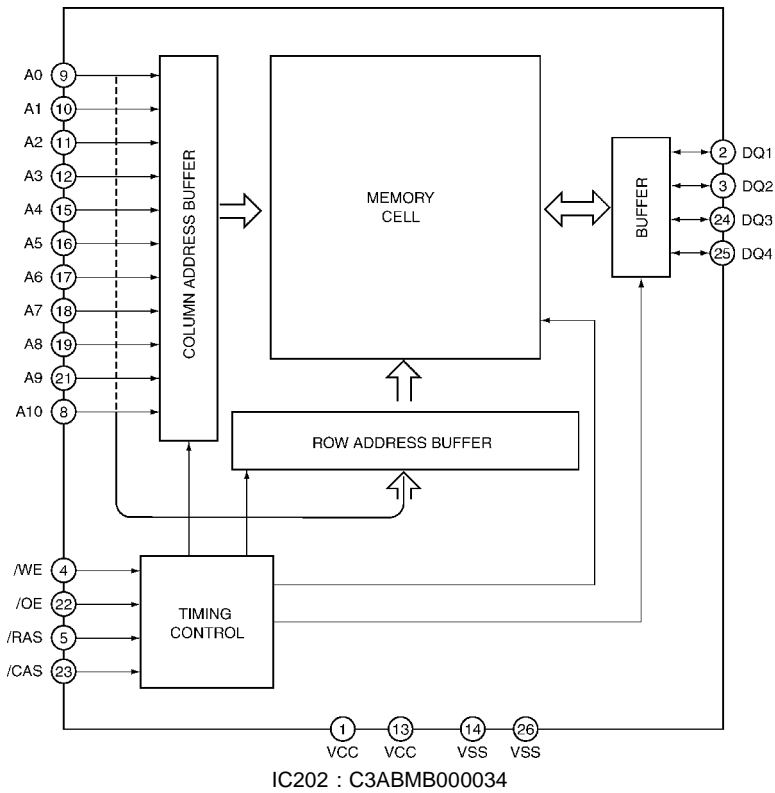 A0 9
A1 10
A2 11
A3 12
A4 15
A5 16
A6 17
A7 18
A8 19
A9 21
A10 8
COLUMN ADDRESS BUFFER
MEMORY
CELL
BUFFER
2 DQ1
3 DQ2
24 DQ3
25 DQ4
ROW ADDRESS BUFFER
/WE 4
/OE 22
/RAS 5
/CAS 23
TIMING
CONTROL
1 13 14 26
VCC VCC VSS VSS
IC202 : C3ABMB000034